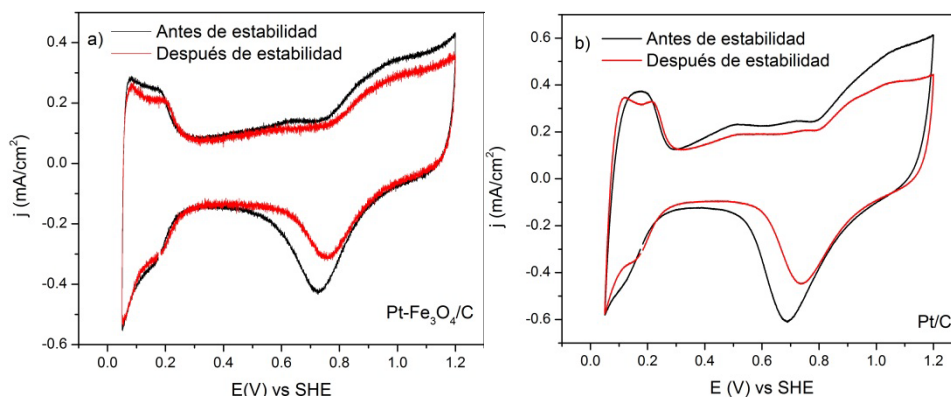 a)
Antes de estabilidad
Después de estabilidad
j (mA/cm²)
0.4
0.2
0.0
-0.2
-0.4
-0.6
Pt-Fe₃O₄/C
0.0 0.2 0.4 0.6 0.8 1.0 1.2
E(V) vs SHE
b)
Antes de estabilidad
Después de estabilidad
j (mA/cm²)
0.6
0.4
0.2
0.0
-0.2
-0.4
-0.6
Pt/C
0.0 0.2 0.4 0.6 0.8 1.0 1.2
E (V) vs SHE